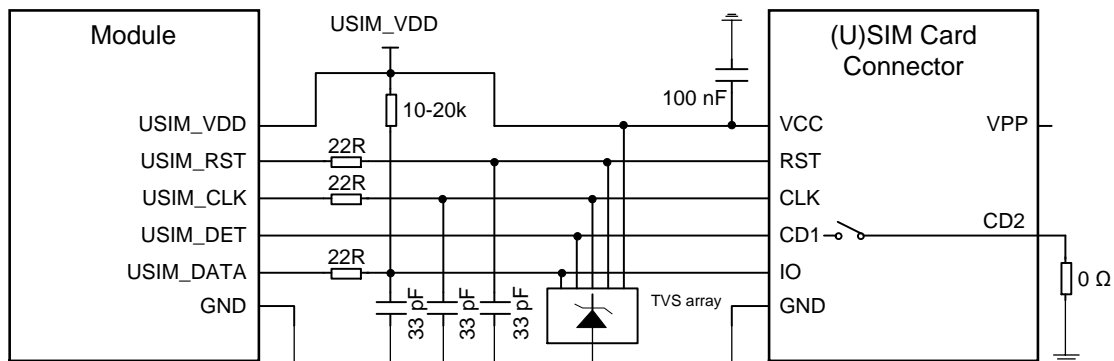 Module
USIM_VDD
USIM_RST
USIM_CLK
USIM_DET
USIM_DATA
GND
USIM_VDD
10-20k
22R
22R
22R
33 pF
33 pF
33 pF
TVS array
100 nF
(U)SIM Card
Connector
VCC
RST
CLK
CD1
IO
GND
VPP
CD2
0 Ω